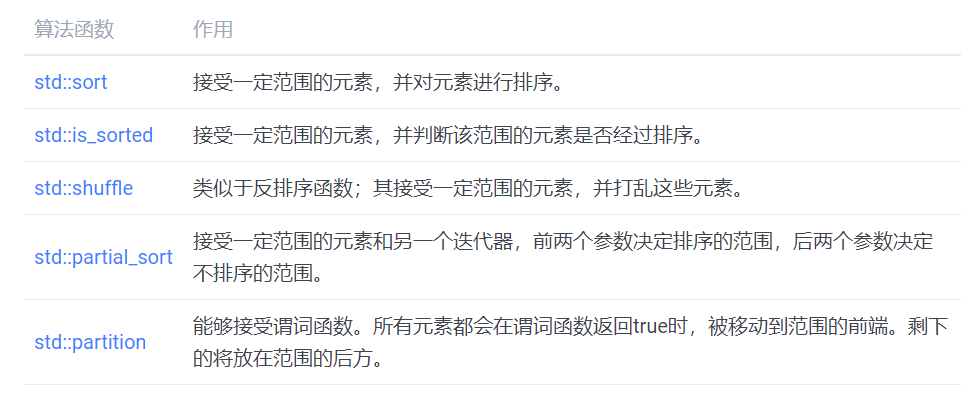 算法函数 作用
std::sort 接受一定范围的元素，并对元素进行排序。
std::is_sorted 接受一定范围的元素，并判断该范围的元素是否经过排序。
std::shuffle 类似于反排序函数；其接受一定范围的元素，并打乱这些元素。
std::partial_sort 接受一定范围的元素和另一个迭代器，前两个参数决定排序的范围，后两个参数决定
不排序的范围。
std::partition 能够接受谓词函数。所有元素都会在谓词函数返回true时，被移动到范围的前端。剩下
的将放在范围的后方。